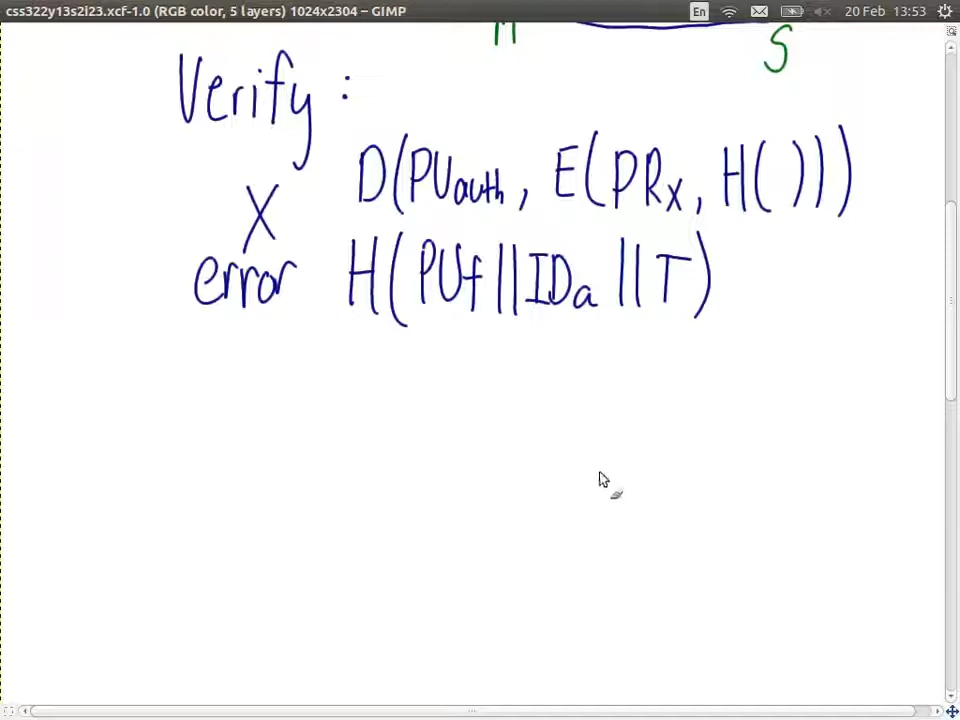 css322y13s2l23.xcf-1.0 (RGB color, 5 layers) 1024x2304 – GIMP
En
20 Feb 13:53
S
Verify :
D(PUauth, E(PRx, H( )))
X
error H(PUf||IDa||T)